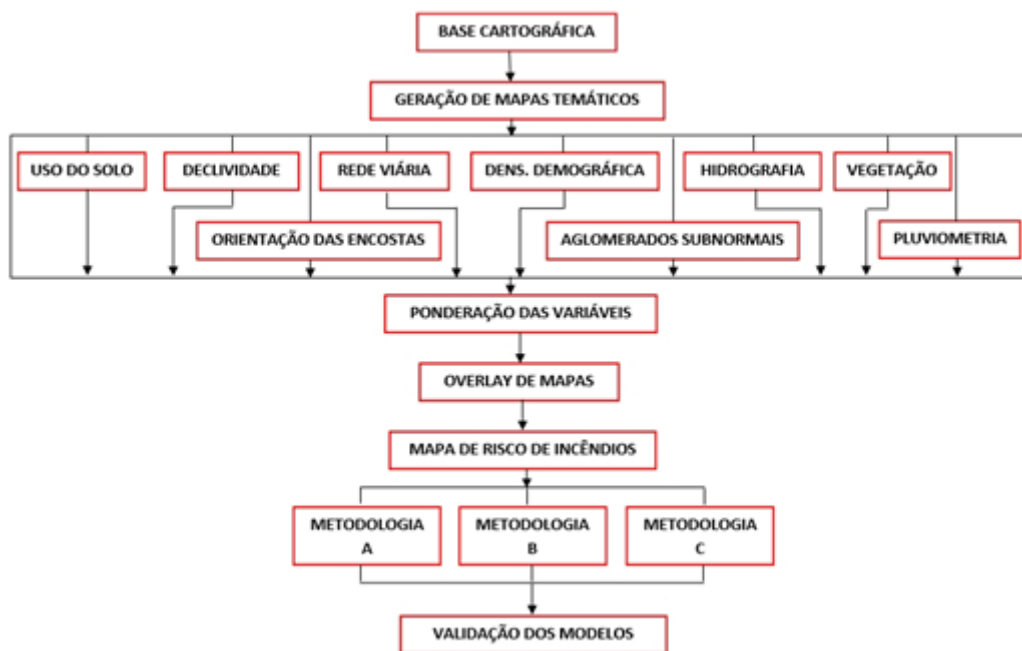 BASE CARTOGRÁFICA
GERAÇÃO DE MAPAS TEMÁTICOS
USO DO SOLO
DECLIVIDADE
REDE VIÁRIA
DENS. DEMOGRÁFICA
HIDROGRAFIA
VEGETAÇÃO
ORIENTAÇÃO DAS ENCOSTAS
AGLOMERADOS SUBNORMAIS
PLUVIOMETRIA
PONDERAÇÃO DAS VARIÁVEIS
OVERLAY DE MAPAS
MAPA DE RISCO DE INCÊNDIOS
METODOLOGIA
A
METODOLOGIA
B
METODOLOGIA
C
VALIDAÇÃO DOS MODELOS